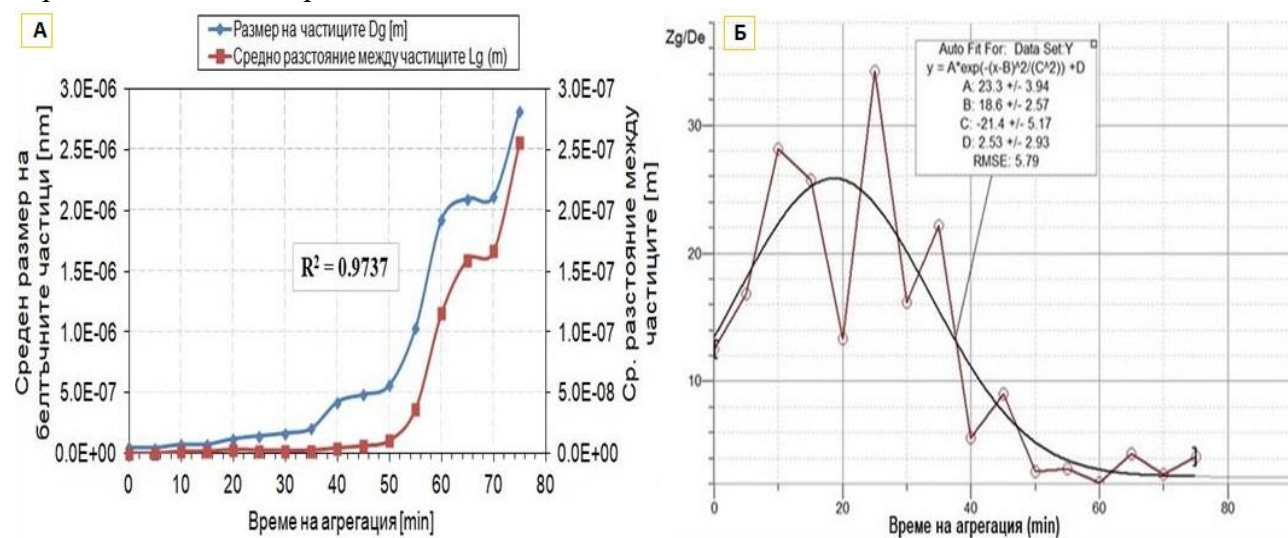 А
Размер на частиците Dg [m]
Средно разстояние между частиците Lg (m)
Среден размер на
белтъчните частици [nm]
3.0E-06
2.5E-06
2.0E-06
1.5E-06
1.0E-06
5.0E-07
0.0E+00
R² = 0.9737
3.0E-07
2.5E-07
2.0E-07
1.5E-07
1.0E-07
5.0E-08
0.0E+00
Ср. разстояние между
частиците [m]
0 10 20 30 40 50 60 70 80
Време на агрегация [min]
Б
Zg/De
Auto Fit For: Data Set:Y
y = A*exp(-(x-B)^2/(C^2)) +D
A: 23.3 +/- 3.94
B: 18.6 +/- 2.57
C: -21.4 +/- 5.17
D: 2.53 +/- 2.93
RMSE: 5.79
30
20
10
0 20 40 60 80
Време на агрегация (min)